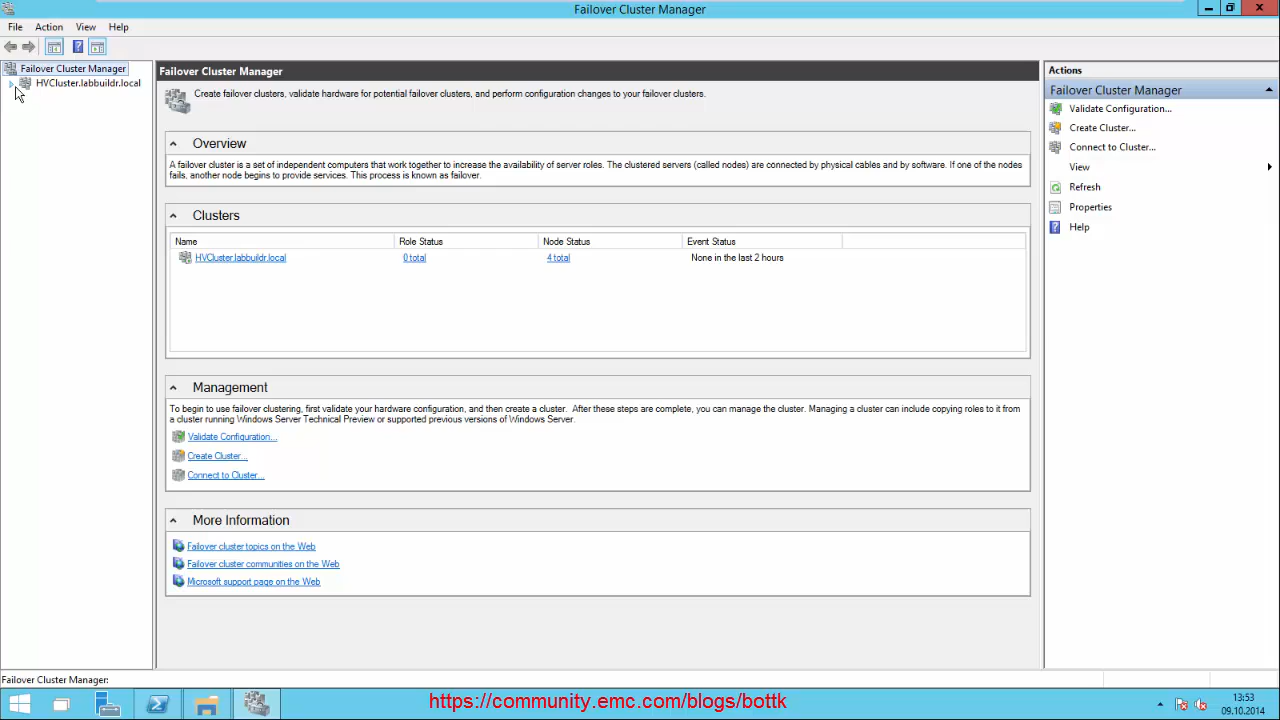 Failover Cluster Manager
File Action View Help
Failover Cluster Manager
HVCluster.labbuildr.local
Failover Cluster Manager
Create failover clusters, validate hardware for potential failover clusters, and perform configuration changes to your failover clusters.
Overview
A failover cluster is a set of independent computers that work together to increase the availability of server roles. The clustered servers (called nodes) are connected by physical cables and by software. If one of the nodes
fails, another node begins to provide services. This process is known as failover.
Clusters
Name Role Status Node Status Event Status
HVCluster.labbuildr.local 0 total 4 total None in the last 2 hours
Management
To begin to use failover clustering, first validate your hardware configuration, and then create a cluster. After these steps are complete, you can manage the cluster. Managing a cluster can include copying roles to it from
a cluster running Windows Server Technical Preview or supported previous versions of Windows Server.
Validate Configuration...
Create Cluster...
Connect to Cluster...
More Information
Failover cluster topics on the Web
Failover cluster communities on the Web
Microsoft support page on the Web
Actions
Failover Cluster Manager
Validate Configuration...
Create Cluster...
Connect to Cluster...
View
Refresh
Properties
Help
Failover Cluster Manager:
https://community.emc.com/blogs/bottk
13:53
09.10.2014